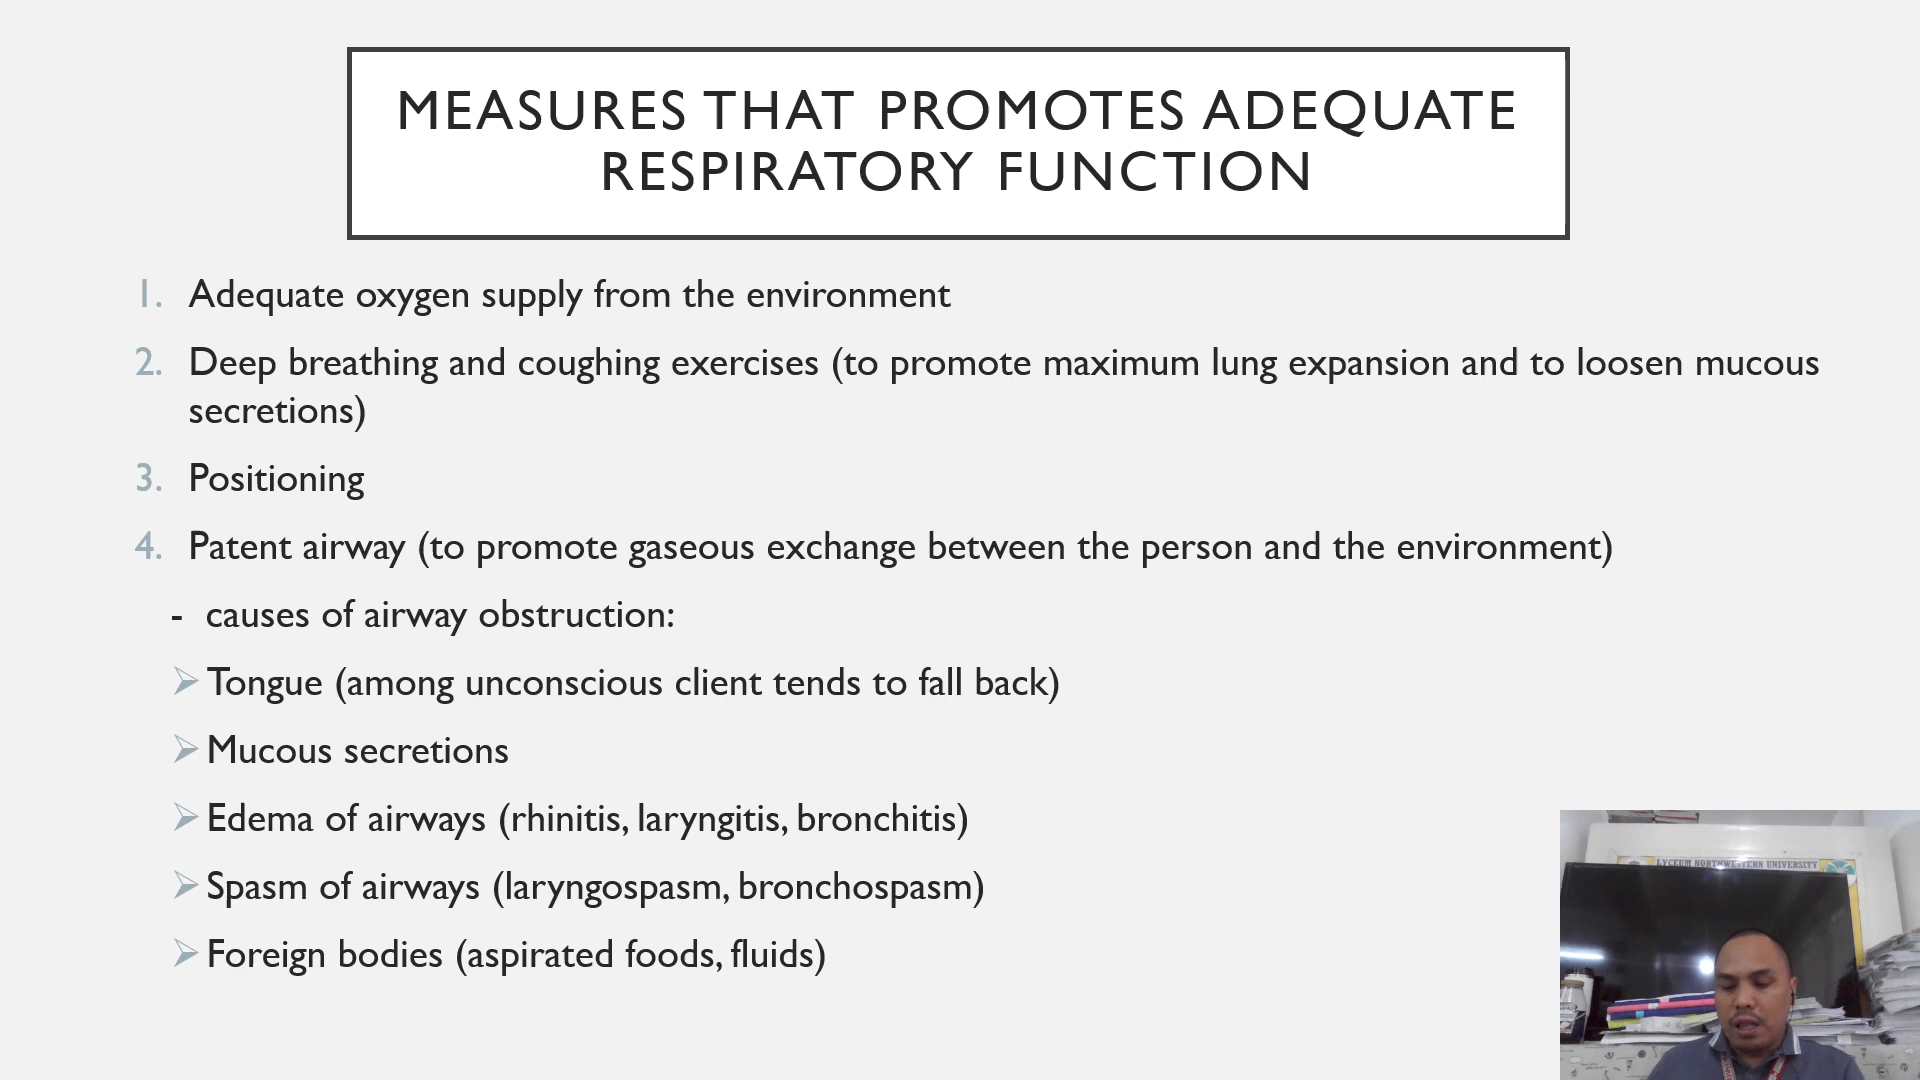 MEASURES THAT PROMOTES ADEQUATE
RESPIRATORY FUNCTION
1. Adequate oxygen supply from the environment
2. Deep breathing and coughing exercises (to promote maximum lung expansion and to loosen mucous
secretions)
3. Positioning
4. Patent airway (to promote gaseous exchange between the person and the environment)
- causes of airway obstruction:
➢ Tongue (among unconscious client tends to fall back)
➢ Mucous secretions
➢ Edema of airways (rhinitis, laryngitis, bronchitis)
➢ Spasm of airways (laryngospasm, bronchospasm)
➢ Foreign bodies (aspirated foods, fluids)
LYCEUM NORTHWESTERN UNIVERSITY